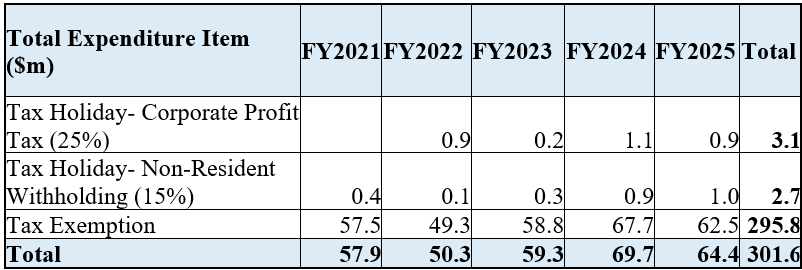 Total Expenditure Item
($m) FY2021 FY2022 FY2023 FY2024 FY2025 Total
Tax Holiday- Corporate Profit
Tax (25%) 0.9 0.2 1.1 0.9 3.1
Tax Holiday- Non-Resident
Withholding (15%) 0.4 0.1 0.3 0.9 1.0 2.7
Tax Exemption 57.5 49.3 58.8 67.7 62.5 295.8
Total 57.9 50.3 59.3 69.7 64.4 301.6